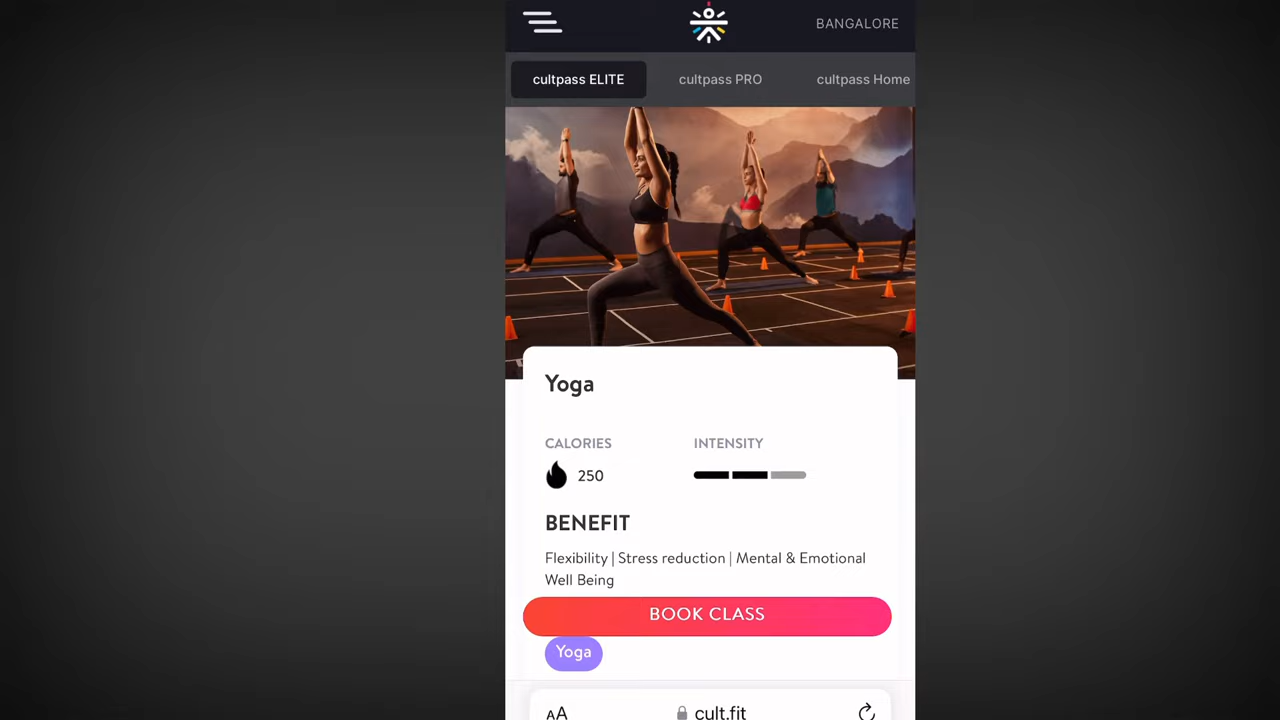 BANGALORE
cultpass ELITE cultpass PRO cultpass Home
Yoga
CALORIES INTENSITY
250
BENEFIT
Flexibility | Stress reduction | Mental & Emotional
Well Being
BOOK CLASS
Yoga
AA cult.fit